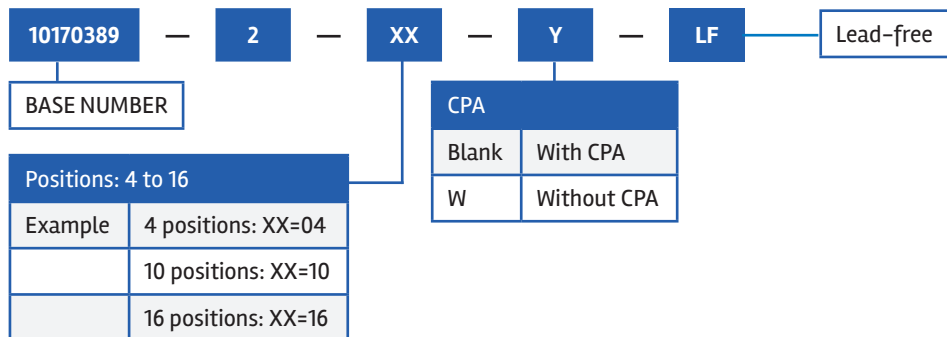 10170389 — 2 — XX — Y — LF Lead-free
BASE NUMBER
CPA
Blank With CPA
W Without CPA
Positions: 4 to 16
Example 4 positions: XX=04
10 positions: XX=10
16 positions: XX=16